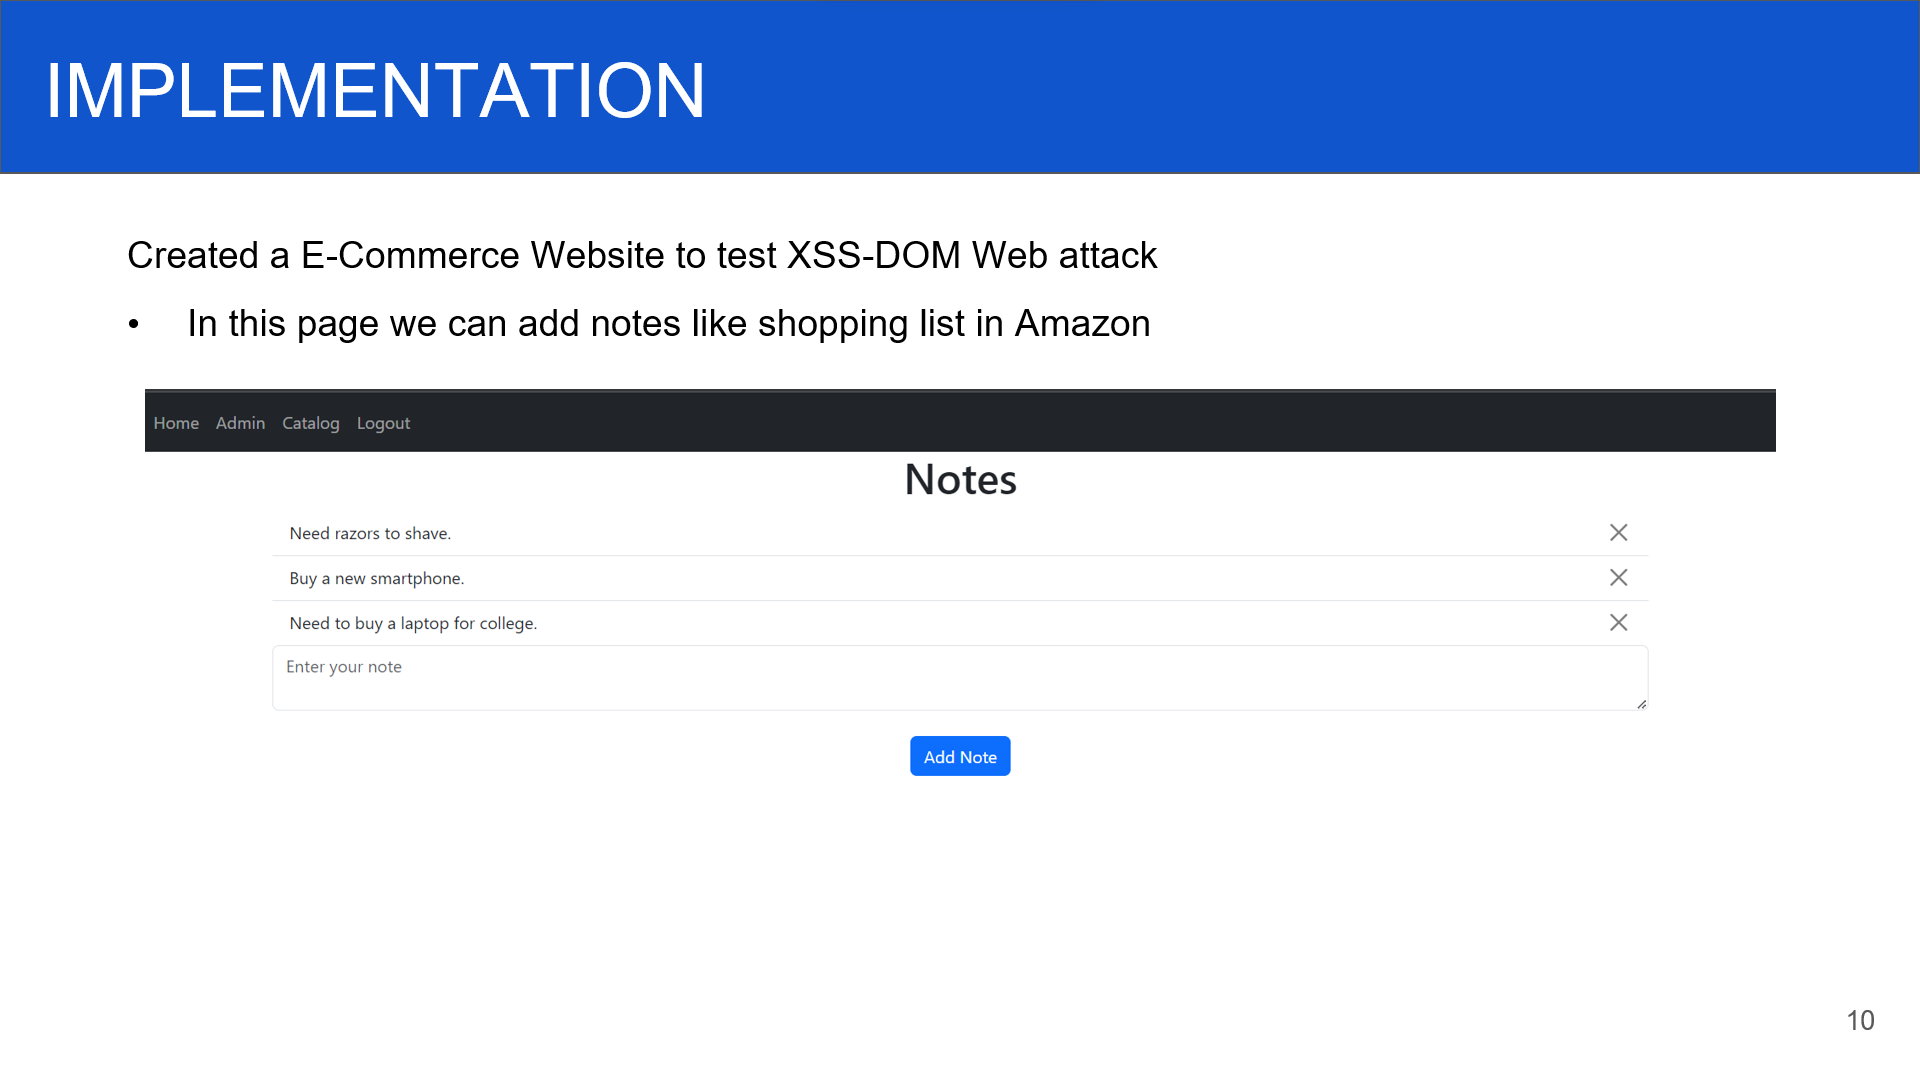 IMPLEMENTATION
Created a E-Commerce Website to test XSS-DOM Web attack
• In this page we can add notes like shopping list in Amazon
Home Admin Catalog Logout
Notes
Need razors to shave.
Buy a new smartphone.
Need to buy a laptop for college.
Enter your note
Add Note
10